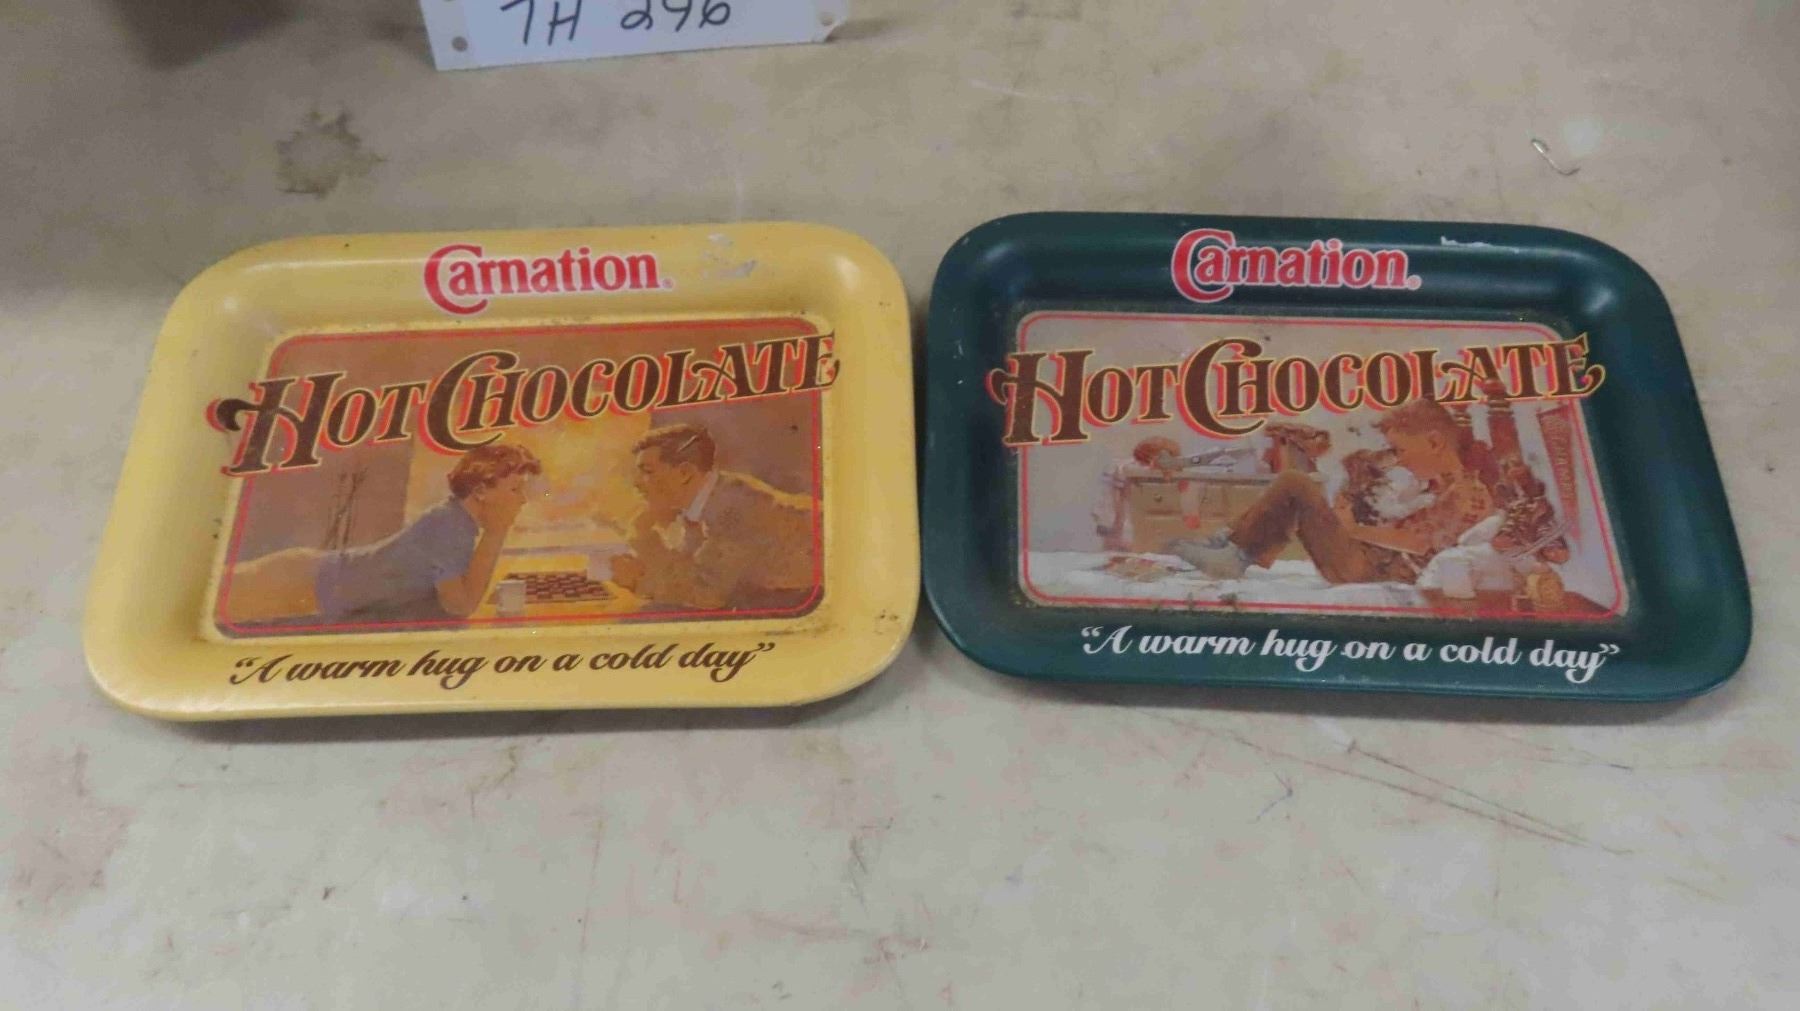 TH 296
Carnation®
HOT CHOCOLATE
"A warm hug on a cold day"
Carnation®
HOT CHOCOLATE
"A warm hug on a cold day"